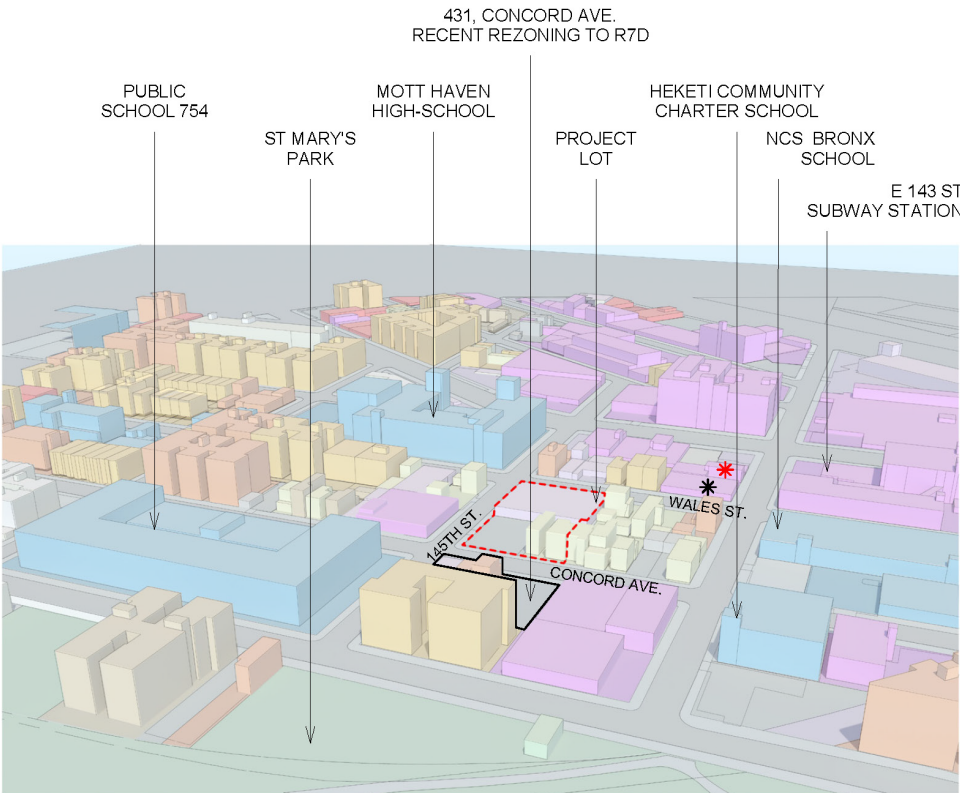 431, CONCORD AVE.
RECENT REZONING TO R7D
PUBLIC
SCHOOL 754
MOTT HAVEN
HIGH-SCHOOL
HEKETI COMMUNITY
CHARTER SCHOOL
ST MARY'S
PARK
PROJECT
LOT
NCS BRONX
SCHOOL
E 143 ST
SUBWAY STATION
WALES ST.
145TH ST.
CONCORD AVE.